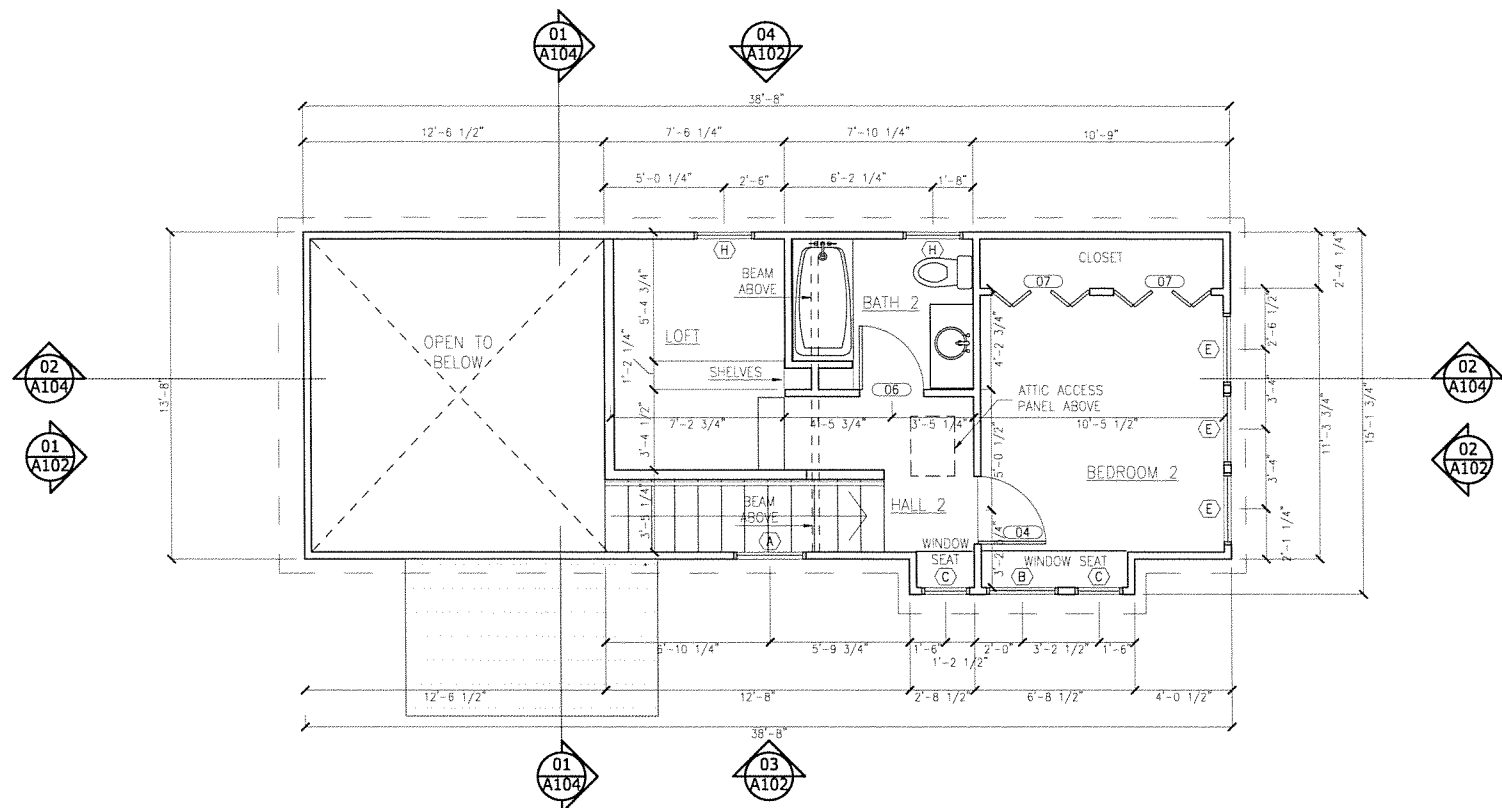 01
A104
04
A102
38'-8"
12'-6 1/2"
7'-6 1/4"
7'-10 1/4"
10'-9"
5'-0 1/4"
2'-6"
6'-2 1/4"
1'-8"
H
H
CLOSET
07
07
2'-4 1/4"
BEAM
ABOVE
BATH 2
5'-4 3/4"
LOFT
OPEN TO
BELOW
1'-2 1/4"
SHELVES
4'-2 3/4"
E
2'-6 1/2"
02
A104
13'-8"
02
A104
ATTIC ACCESS
PANEL ABOVE
06
3'-4"
11'-3 3/4"
15'-1 3/4"
7'-2 3/4"
4'-5 3/4"
3'-5 1/4"
10'-5 1/2"
3'-4 1/2"
5'-0 1/2"
E
01
A102
02
A102
BEDROOM 2
3'-4"
BEAM
ABOVE
HALL 2
3'-5 1/4"
E
A
04
WINDOW
SEAT
WINDOW SEAT
2'-1 1/4"
C
B
C
6'-10 1/4"
5'-9 3/4"
1'-6"
1'-2 1/2"
2'-0"
3'-2 1/2"
1'-6"
12'-6 1/2"
12'-8"
2'-8 1/2"
6'-8 1/2"
4'-0 1/2"
38'-8"
01
A104
03
A102